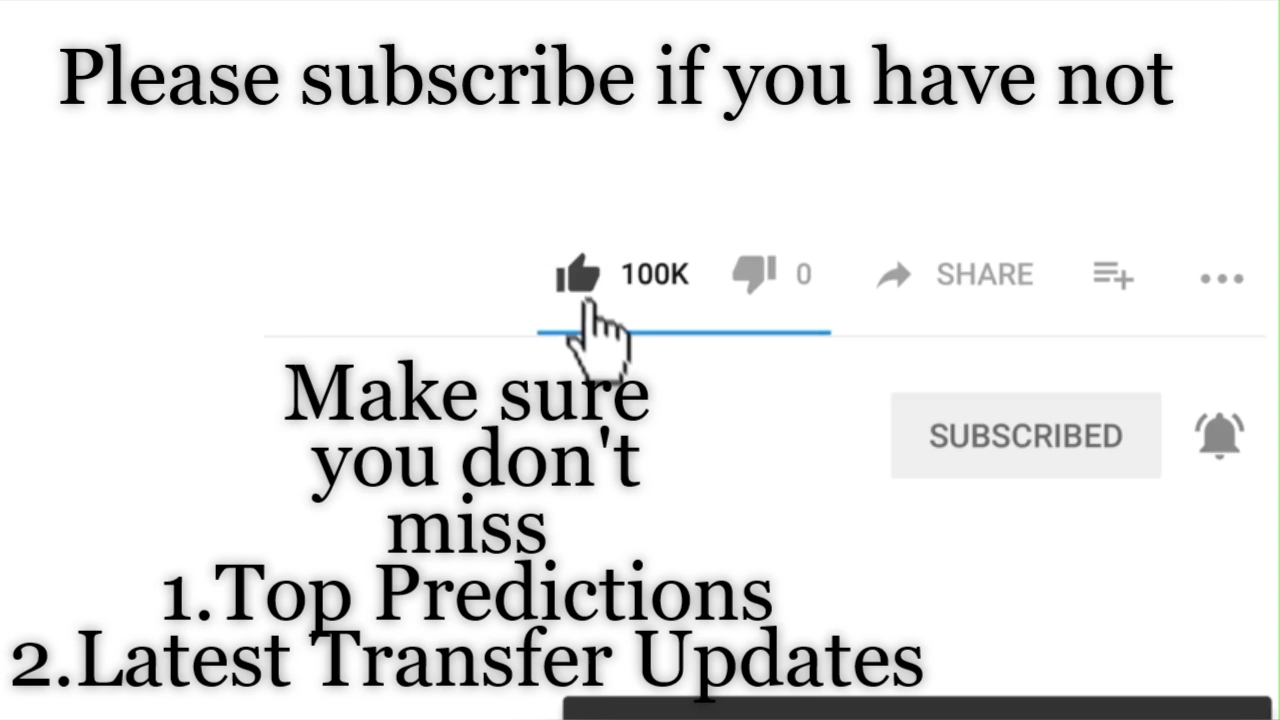 Please subscribe if you have not
100K 0 SHARE
Make sure
you don't
SUBSCRIBED
miss
1.Top Predictions
2.Latest Transfer Updates